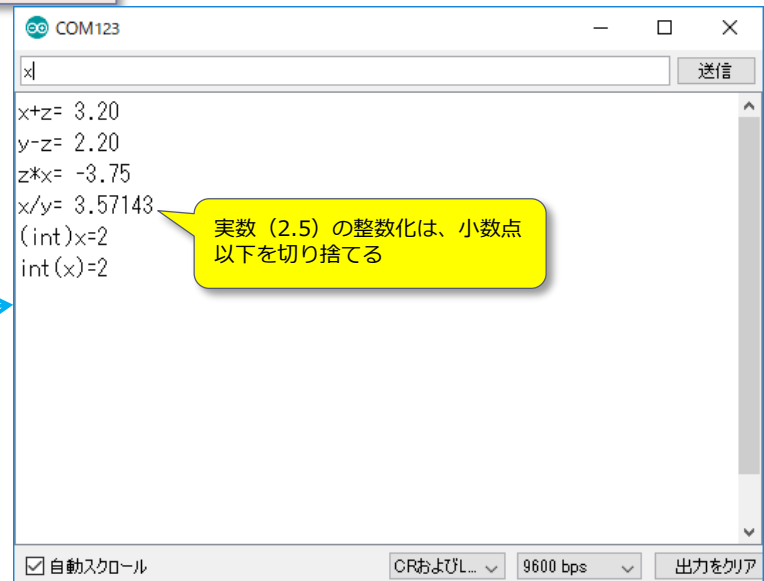 COM123
x
送信
x+z= 3.20
y-z= 2.20
z*x= -3.75
x/y= 3.57143
(int)x=2
int(x)=2
実数（2.5）の整数化は、小数点
以下を切り捨てる
自動スクロール
CRおよびL...
9600 bps
出力をクリア